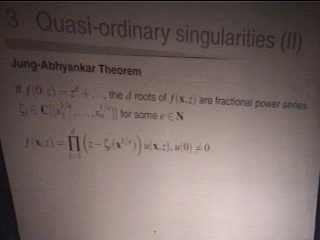 3 Quasi-ordinary singularities (II)
Jung-Abhyankar Theorem
If f(0, z) = z^d + ..., the d roots of f(x, z) are fractional power series
ζ_i ∈ C[[x_1^{1/e}, ..., x_n^{1/e}]] for some e ∈ N
f(x, z) = ∏_{i=1}^{d} (z − ζ_i(x^{1/e})) u(x, z), u(0) ≠ 0